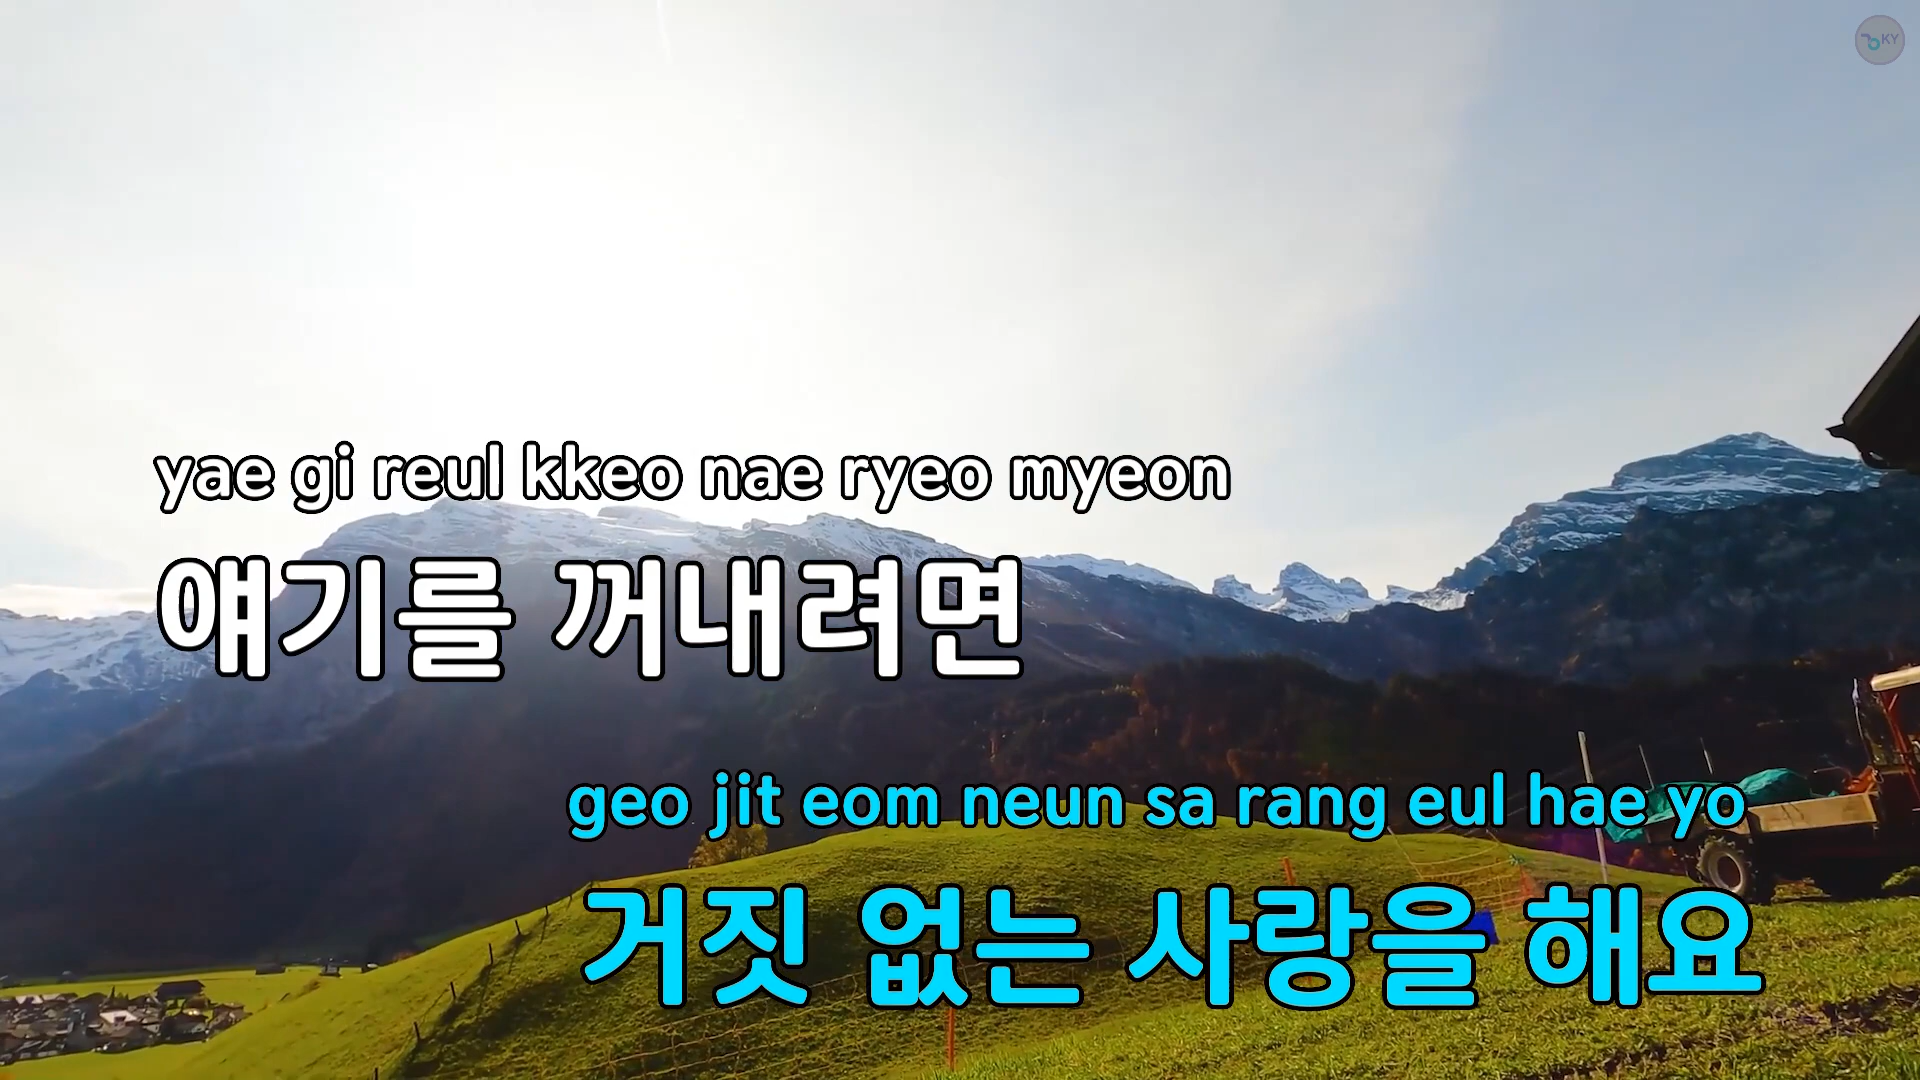 KY
yae gi reul kkeo nae ryeo myeon
얘기를 꺼내려면
geo jit eom neun sa rang eul hae yo
거짓 없는 사랑을 해요